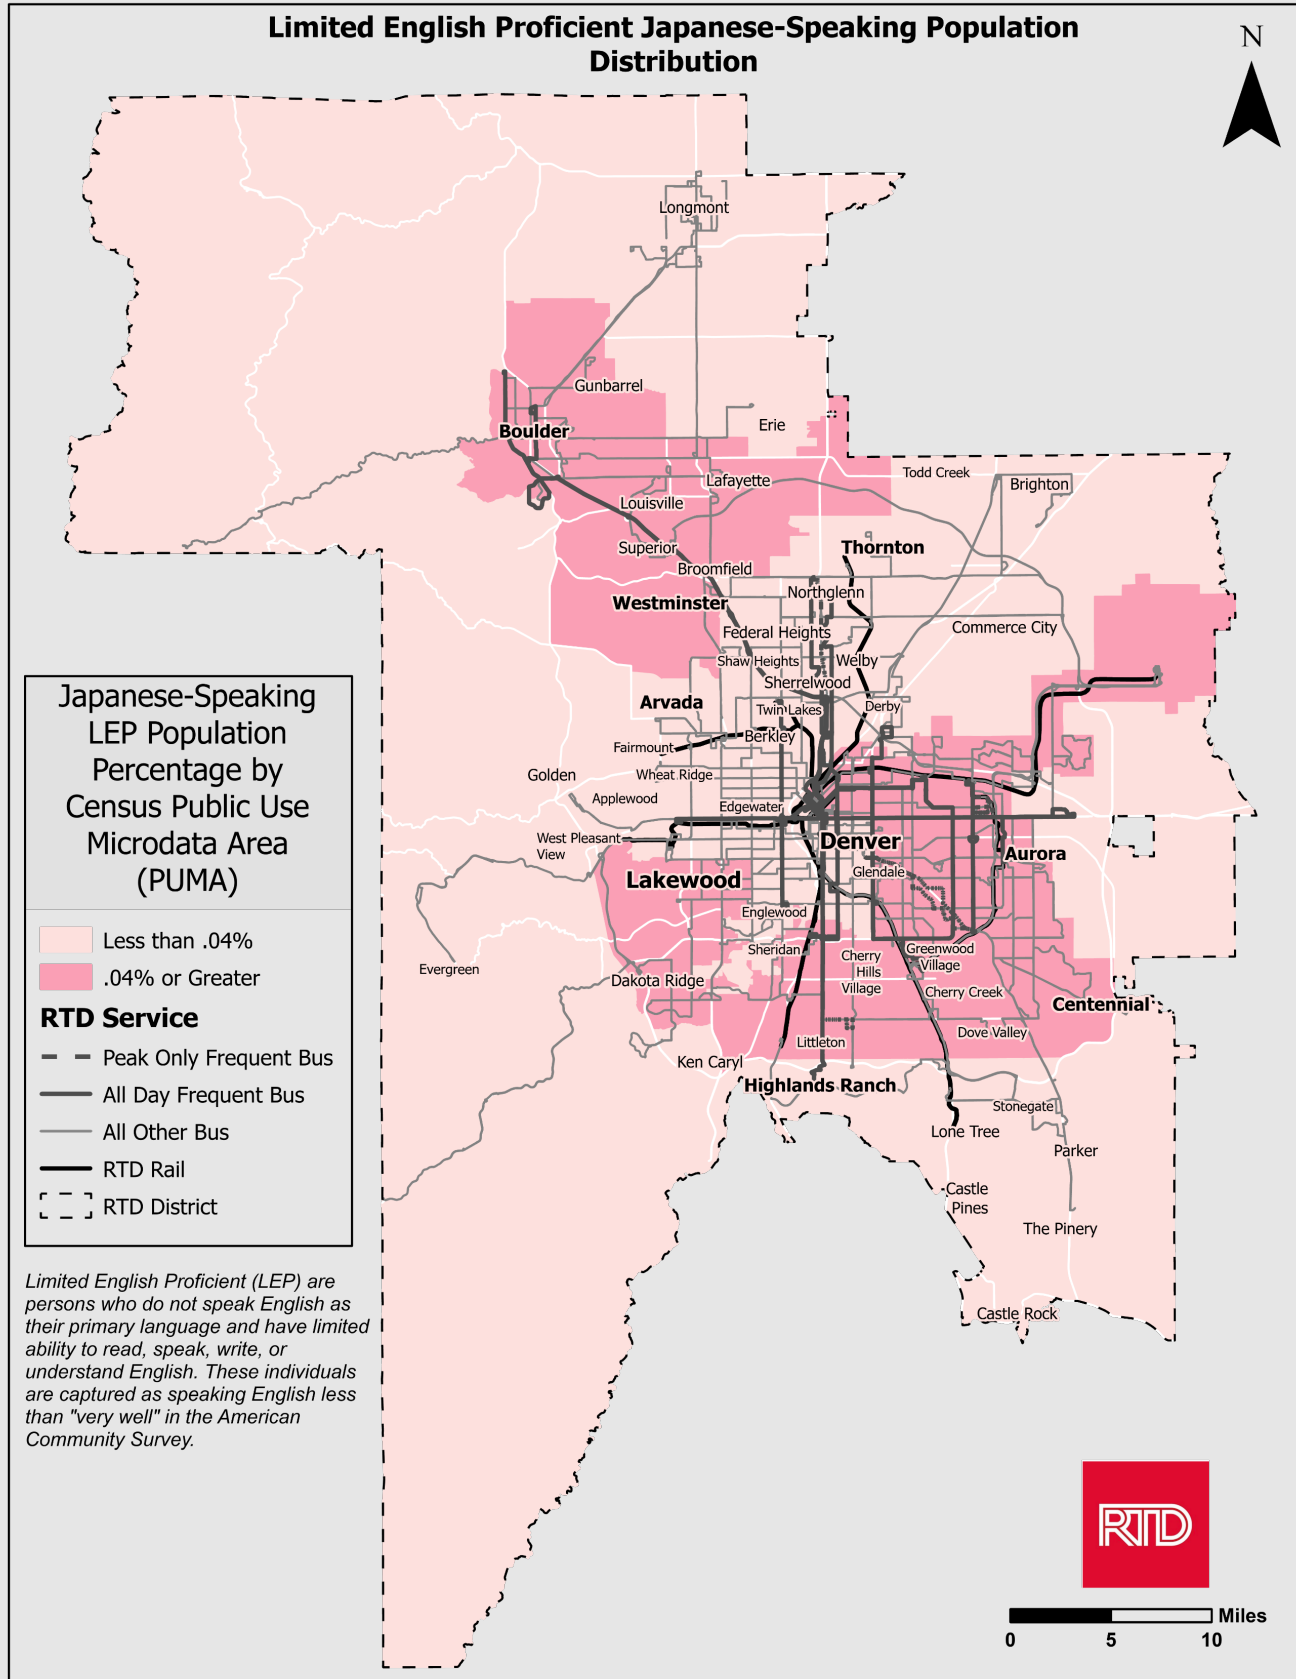 Limited English Proficient Japanese-Speaking Population
Distribution
N
Longmont
Gunbarrel
Boulder
Erie
Todd Creek
Lafayette
Brighton
Louisville
Superior
Thornton
Broomfield
Northglenn
Westminster
Commerce City
Federal Heights
Shaw Heights
Welby
Sherrelwood
Arvada
Twin Lakes
Derby
Berkley
Fairmount
Golden
Wheat Ridge
Applewood
Edgewater
West Pleasant
View
Denver
Aurora
Glendale
Lakewood
Englewood
Sheridan
Cherry
Hills
Village
Greenwood
Village
Evergreen
Dakota Ridge
Cherry Creek
Centennial
Dove Valley
Littleton
Ken Caryl
Highlands Ranch
Stonegate
Lone Tree
Parker
Castle
Pines
The Pinery
Castle Rock
Japanese-Speaking
LEP Population
Percentage by
Census Public Use
Microdata Area
(PUMA)
Less than .04%
.04% or Greater
RTD Service
Peak Only Frequent Bus
All Day Frequent Bus
All Other Bus
RTD Rail
RTD District
Limited English Proficient (LEP) are
persons who do not speak English as
their primary language and have limited
ability to read, speak, write, or
understand English. These individuals
are captured as speaking English less
than "very well" in the American
Community Survey.
RTD
Miles
0 5 10